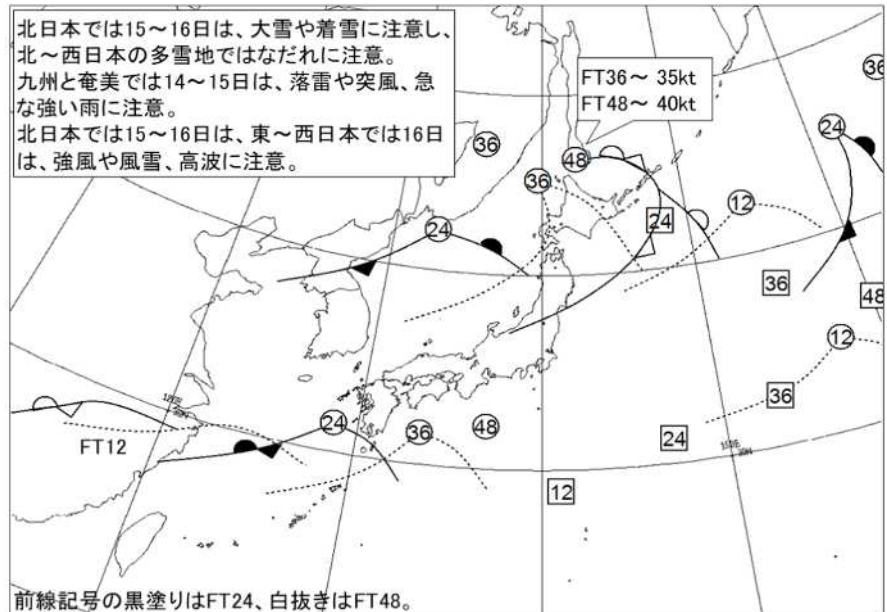 北日本では15～16日は、大雪や着雪に注意し、
北～西日本の多雪地ではなだれに注意。
九州と奄美では14～15日は、落雷や突風、急
な強い雨に注意。
北日本では15～16日は、東～西日本では16日
は、強風や風雪、高波に注意。
FT36～ 35kt
FT48～ 40kt
36
36
24
48
36
12
24
24
36
48
12
36
24
36
48
24
12
FT12
前線記号の黒塗りはFT24、白抜きはFT48。